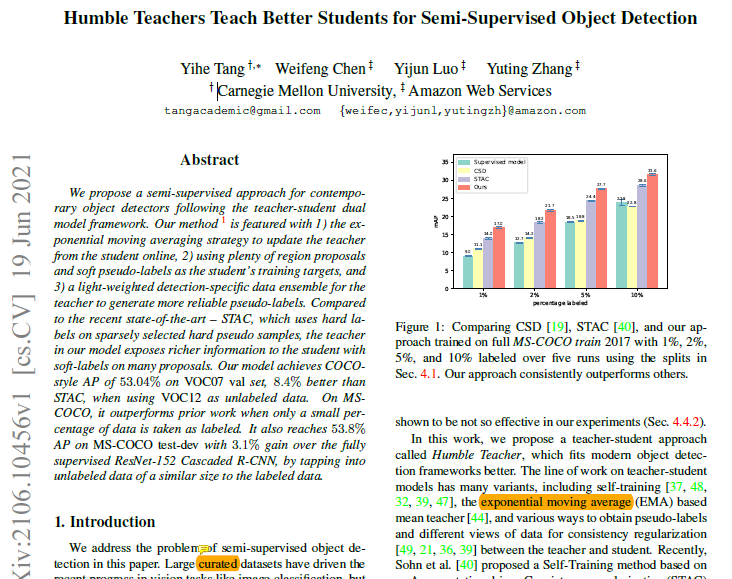 Humble Teachers Teach Better Students for Semi-Supervised Object Detection
Yihe Tang †,* Weifeng Chen ‡ Yijun Luo ‡ Yuting Zhang ‡
† Carnegie Mellon University, ‡ Amazon Web Services
tangacademic@gmail.com {weifec,yijunl,yutingzh}@amazon.com
Kiv:2106.10456v1 [cs.CV] 19 Jun 2021
Abstract
We propose a semi-supervised approach for contempo-
rary object detectors following the teacher-student dual
model framework. Our method 1 is featured with 1) the ex-
ponential moving averaging strategy to update the teacher
from the student online, 2) using plenty of region proposals
and soft pseudo-labels as the student's training targets, and
3) a light-weighted detection-specific data ensemble for the
teacher to generate more reliable pseudo-labels. Compared
to the recent state-of-the-art – STAC, which uses hard la-
bels on sparsely selected hard pseudo samples, the teacher
in our model exposes richer information to the student with
soft-labels on many proposals. Our model achieves COCO-
style AP of 53.04% on VOC07 val set, 8.4% better than
STAC, when using VOC12 as unlabeled data. On MS-
COCO, it outperforms prior work when only a small per-
centage of data is taken as labeled. It also reaches 53.8%
AP on MS-COCO test-dev with 3.1% gain over the fully
supervised ResNet-152 Cascaded R-CNN, by tapping into
unlabeled data of a similar size to the labeled data.
1. Introduction
We address the problem of semi-supervised object de-
tection in this paper. Large curated datasets have driven the
recent progress in vision tasks like image classification, but
Supervised model
CSD
STAC
Ours
mAP
35
30
25
20
15
10
5
0
9.0 11.1 14.0 17.0
12.7 14.2 18.3 21.7
18.5 18.9 24.4 27.7
28.6 31.6
1% 2% 5% 10%
percentage labeled
Figure 1: Comparing CSD [19], STAC [40], and our ap-
proach trained on full MS-COCO train 2017 with 1%, 2%,
5%, and 10% labeled over five runs using the splits in
Sec. 4.1. Our approach consistently outperforms others.
shown to be not so effective in our experiments (Sec. 4.4.2).
In this work, we propose a teacher-student approach
called Humble Teacher, which fits modern object detec-
tion frameworks better. The line of work on teacher-student
models has many variants, including self-training [37, 48,
32, 39, 47], the exponential moving average (EMA) based
mean teacher [44], and various ways to obtain pseudo-labels
and different views of data for consistency regularization
[49, 21, 36, 39] between the teacher and student. Recently,
Sohn et al. [40] proposed a Self-Training method based on